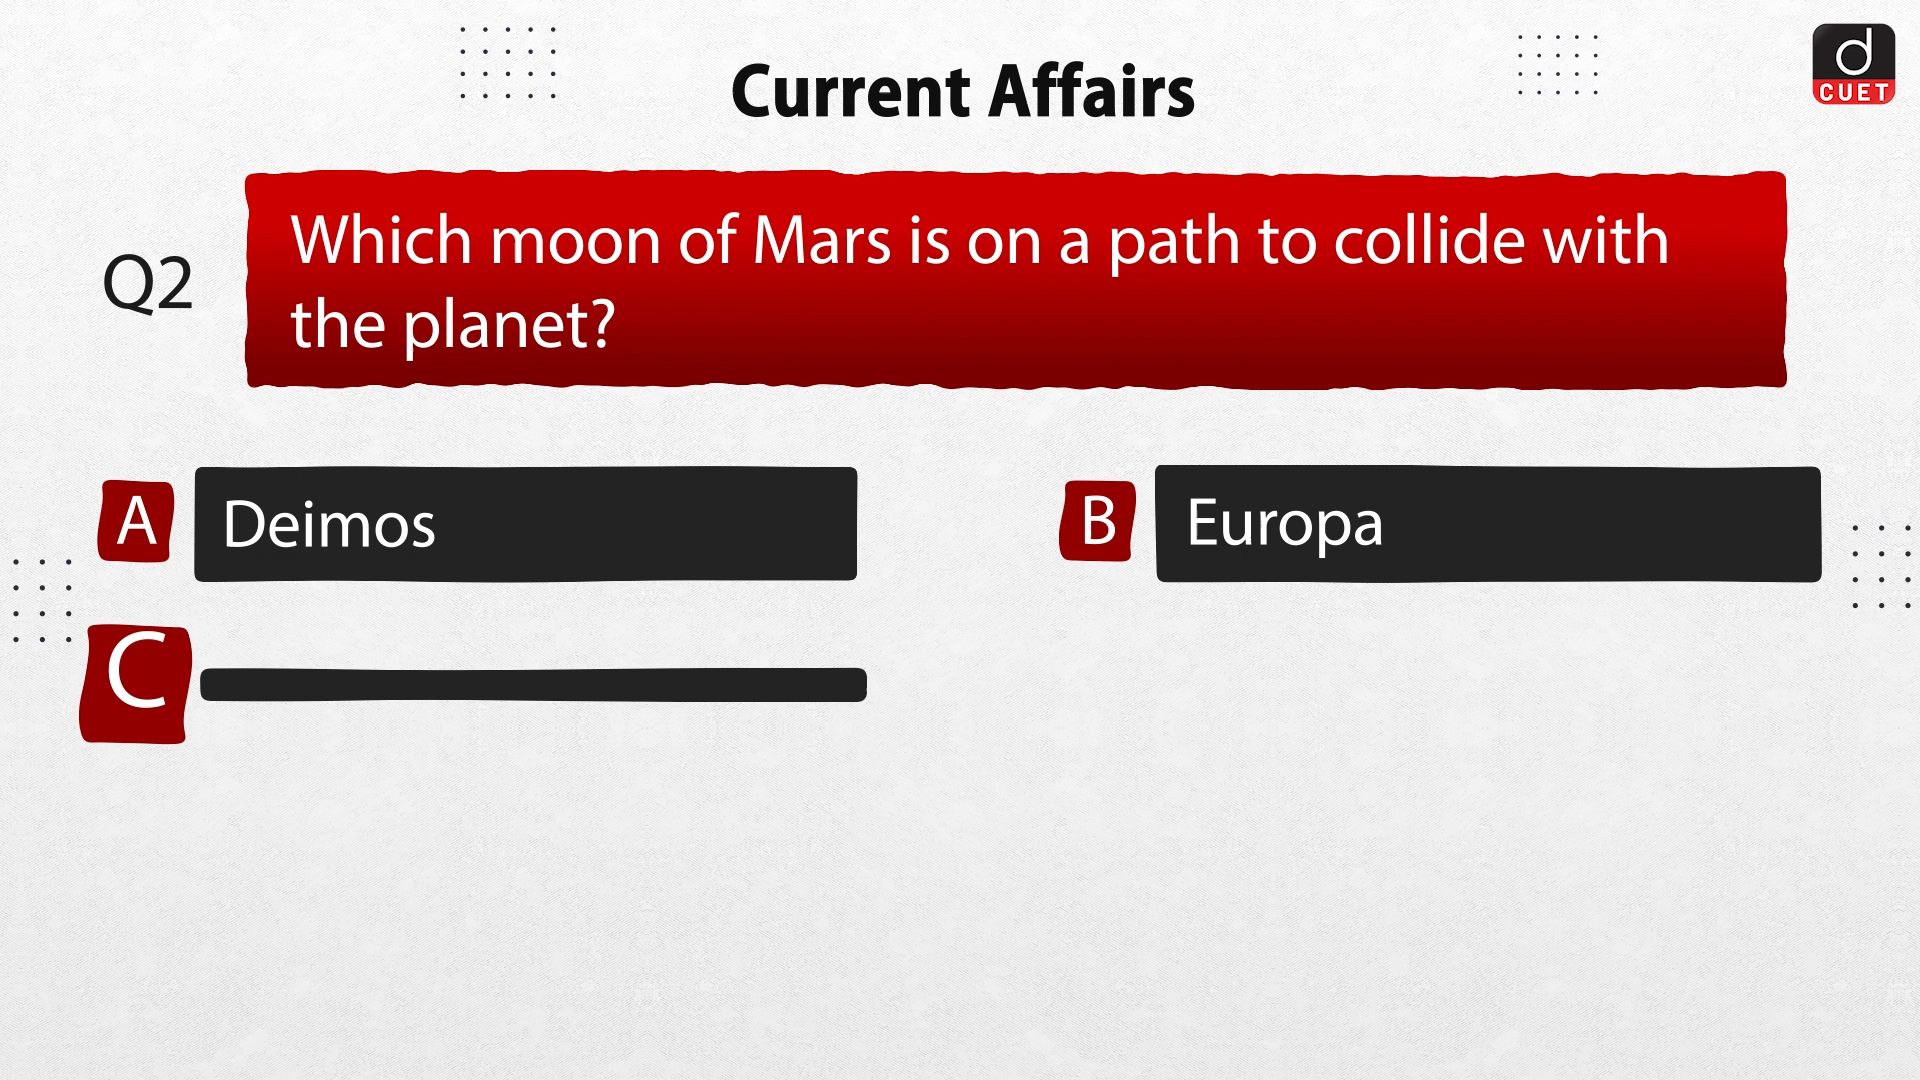 Current Affairs
d
CUET
Q2
Which moon of Mars is on a path to collide with
the planet?
A
Deimos
B
Europa
C